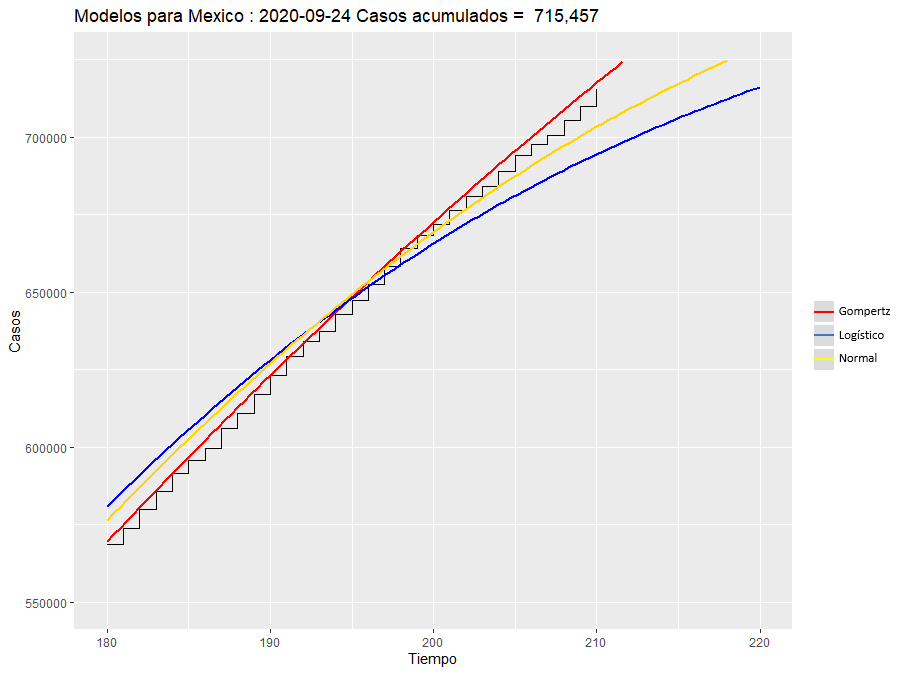 Modelos para Mexico : 2020-09-24 Casos acumulados =  715,457
Casos
700000
650000
600000
550000
180
190
200
210
220
Tiempo
Gompertz
Logístico
Normal